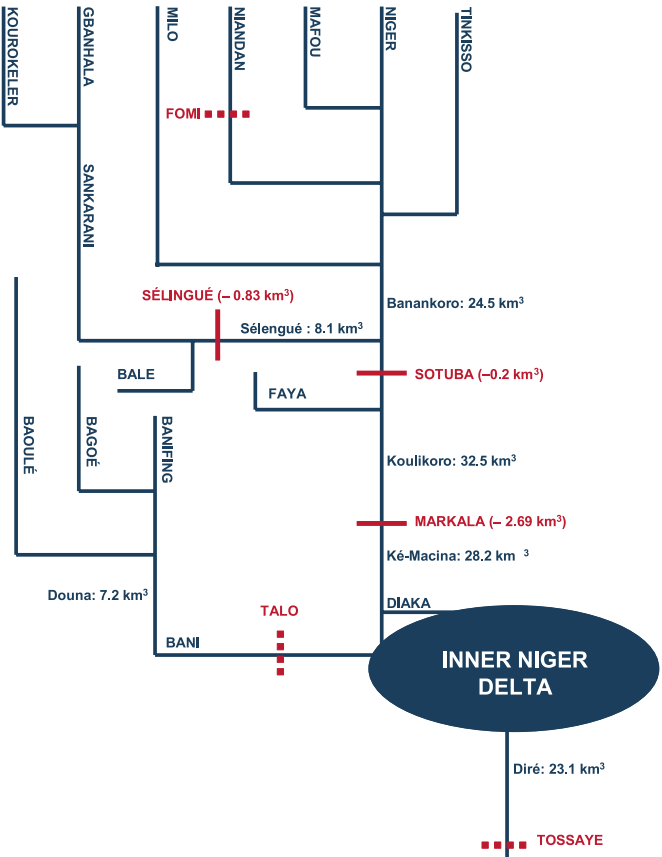 KOUROKELER
GBANHALA
MILO
NIANDAN
MAFOU
NIGER
TINKISSO
FOMI
SANKARANI
SÉLINGUÉ (– 0.83 km³)
Banankoro: 24.5 km³
Sélengué : 8.1 km³
BALE
SOTUBA (–0.2 km³)
FAYA
BAOULÉ
BAGOÉ
BANIFING
Koulikoro: 32.5 km³
MARKALA (– 2.69 km³)
Ké-Macina: 28.2 km ³
Douna: 7.2 km³
TALO
DIAKA
BANI
INNER NIGER
DELTA
Diré: 23.1 km³
TOSSAYE